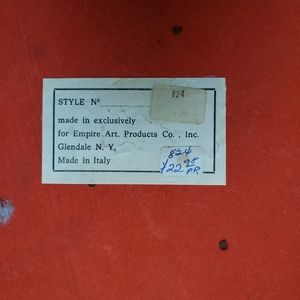 STYLE Nº
824
made in exclusively
for Empire Art. Products Co., Inc.
Glendale N. Y.
Made in Italy
824
$22 95
PR